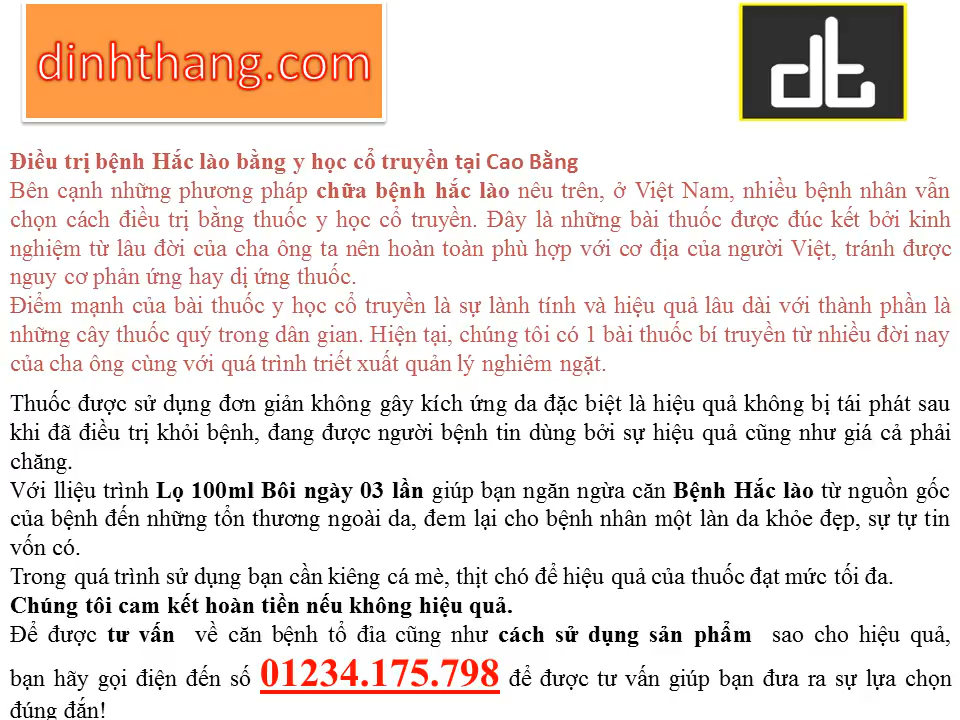 dinhthang.com
dt
Điều trị bệnh Hắc lào bằng y học cổ truyền tại Cao Bằng
Bên cạnh những phương pháp chữa bệnh hắc lào nêu trên, ở Việt Nam, nhiều bệnh nhân vẫn
chọn cách điều trị bằng thuốc y học cổ truyền. Đây là những bài thuốc được đúc kết bởi kinh
nghiệm từ lâu đời của cha ông ta nên hoàn toàn phù hợp với cơ địa của người Việt, tránh được
nguy cơ phản ứng hay dị ứng thuốc.
Điểm mạnh của bài thuốc y học cổ truyền là sự lành tính và hiệu quả lâu dài với thành phần là
những cây thuốc quý trong dân gian. Hiện tại, chúng tôi có 1 bài thuốc bí truyền từ nhiều đời nay
của cha ông cùng với quá trình triết xuất quản lý nghiêm ngặt.
Thuốc được sử dụng đơn giản không gây kích ứng da đặc biệt là hiệu quả không bị tái phát sau
khi đã điều trị khỏi bệnh, đang được người bệnh tin dùng bởi sự hiệu quả cũng như giá cả phải
chăng.
Với lliệu trình Lọ 100ml Bôi ngày 03 lần giúp bạn ngăn ngừa căn Bệnh Hắc lào từ nguồn gốc
của bệnh đến những tổn thương ngoài da, đem lại cho bệnh nhân một làn da khỏe đẹp, sự tự tin
vốn có.
Trong quá trình sử dụng bạn cần kiêng cá mè, thịt chó để hiệu quả của thuốc đạt mức tối đa.
Chúng tôi cam kết hoàn tiền nếu không hiệu quả.
Để được tư vấn về căn bệnh tổ đỉa cũng như cách sử dụng sản phẩm sao cho hiệu quả,
bạn hãy gọi điện đến số 01234.175.798 để được tư vấn giúp bạn đưa ra sự lựa chọn
đúng đắn!